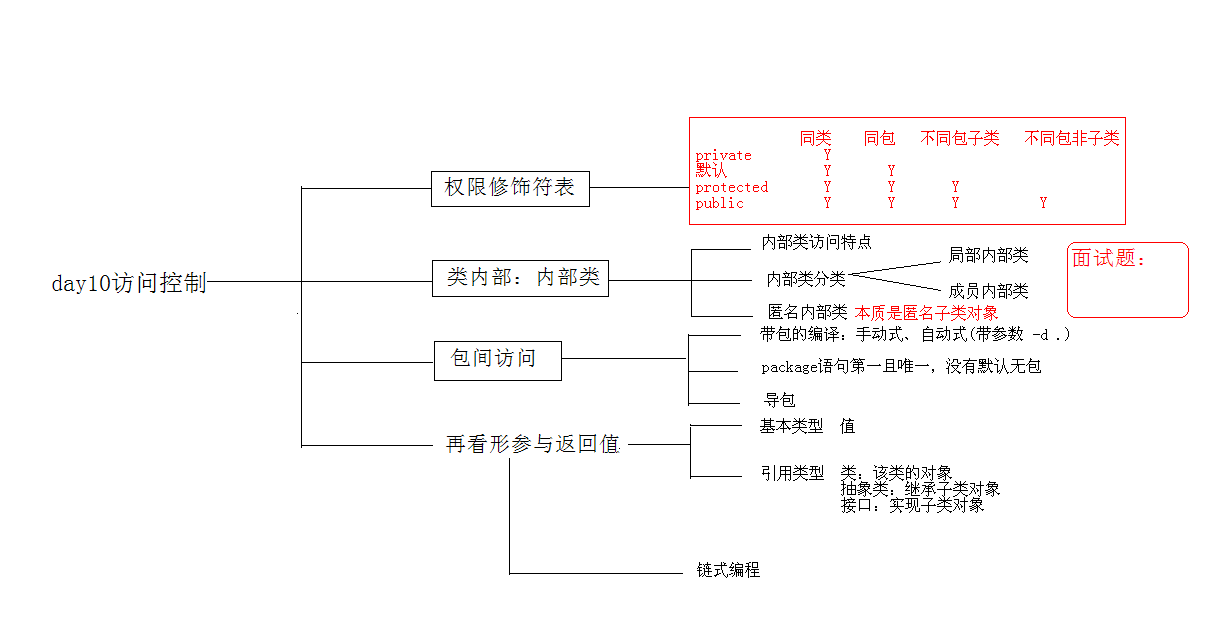 day10访问控制
权限修饰符表
同类 同包 不同包子类 不同包非子类
private Y
默认 Y Y
protected Y Y Y
public Y Y Y Y
类内部：内部类
内部类访问特点
内部类分类
局部内部类
成员内部类
匿名内部类 本质是匿名子类对象
面试题：
包间访问
带包的编译：手动式、自动式(带参数 -d .)
package语句第一且唯一，没有默认无包
导包
再看形参与返回值
基本类型 值
引用类型 类：该类的对象
抽象类：继承子类对象
接口：实现子类对象
链式编程